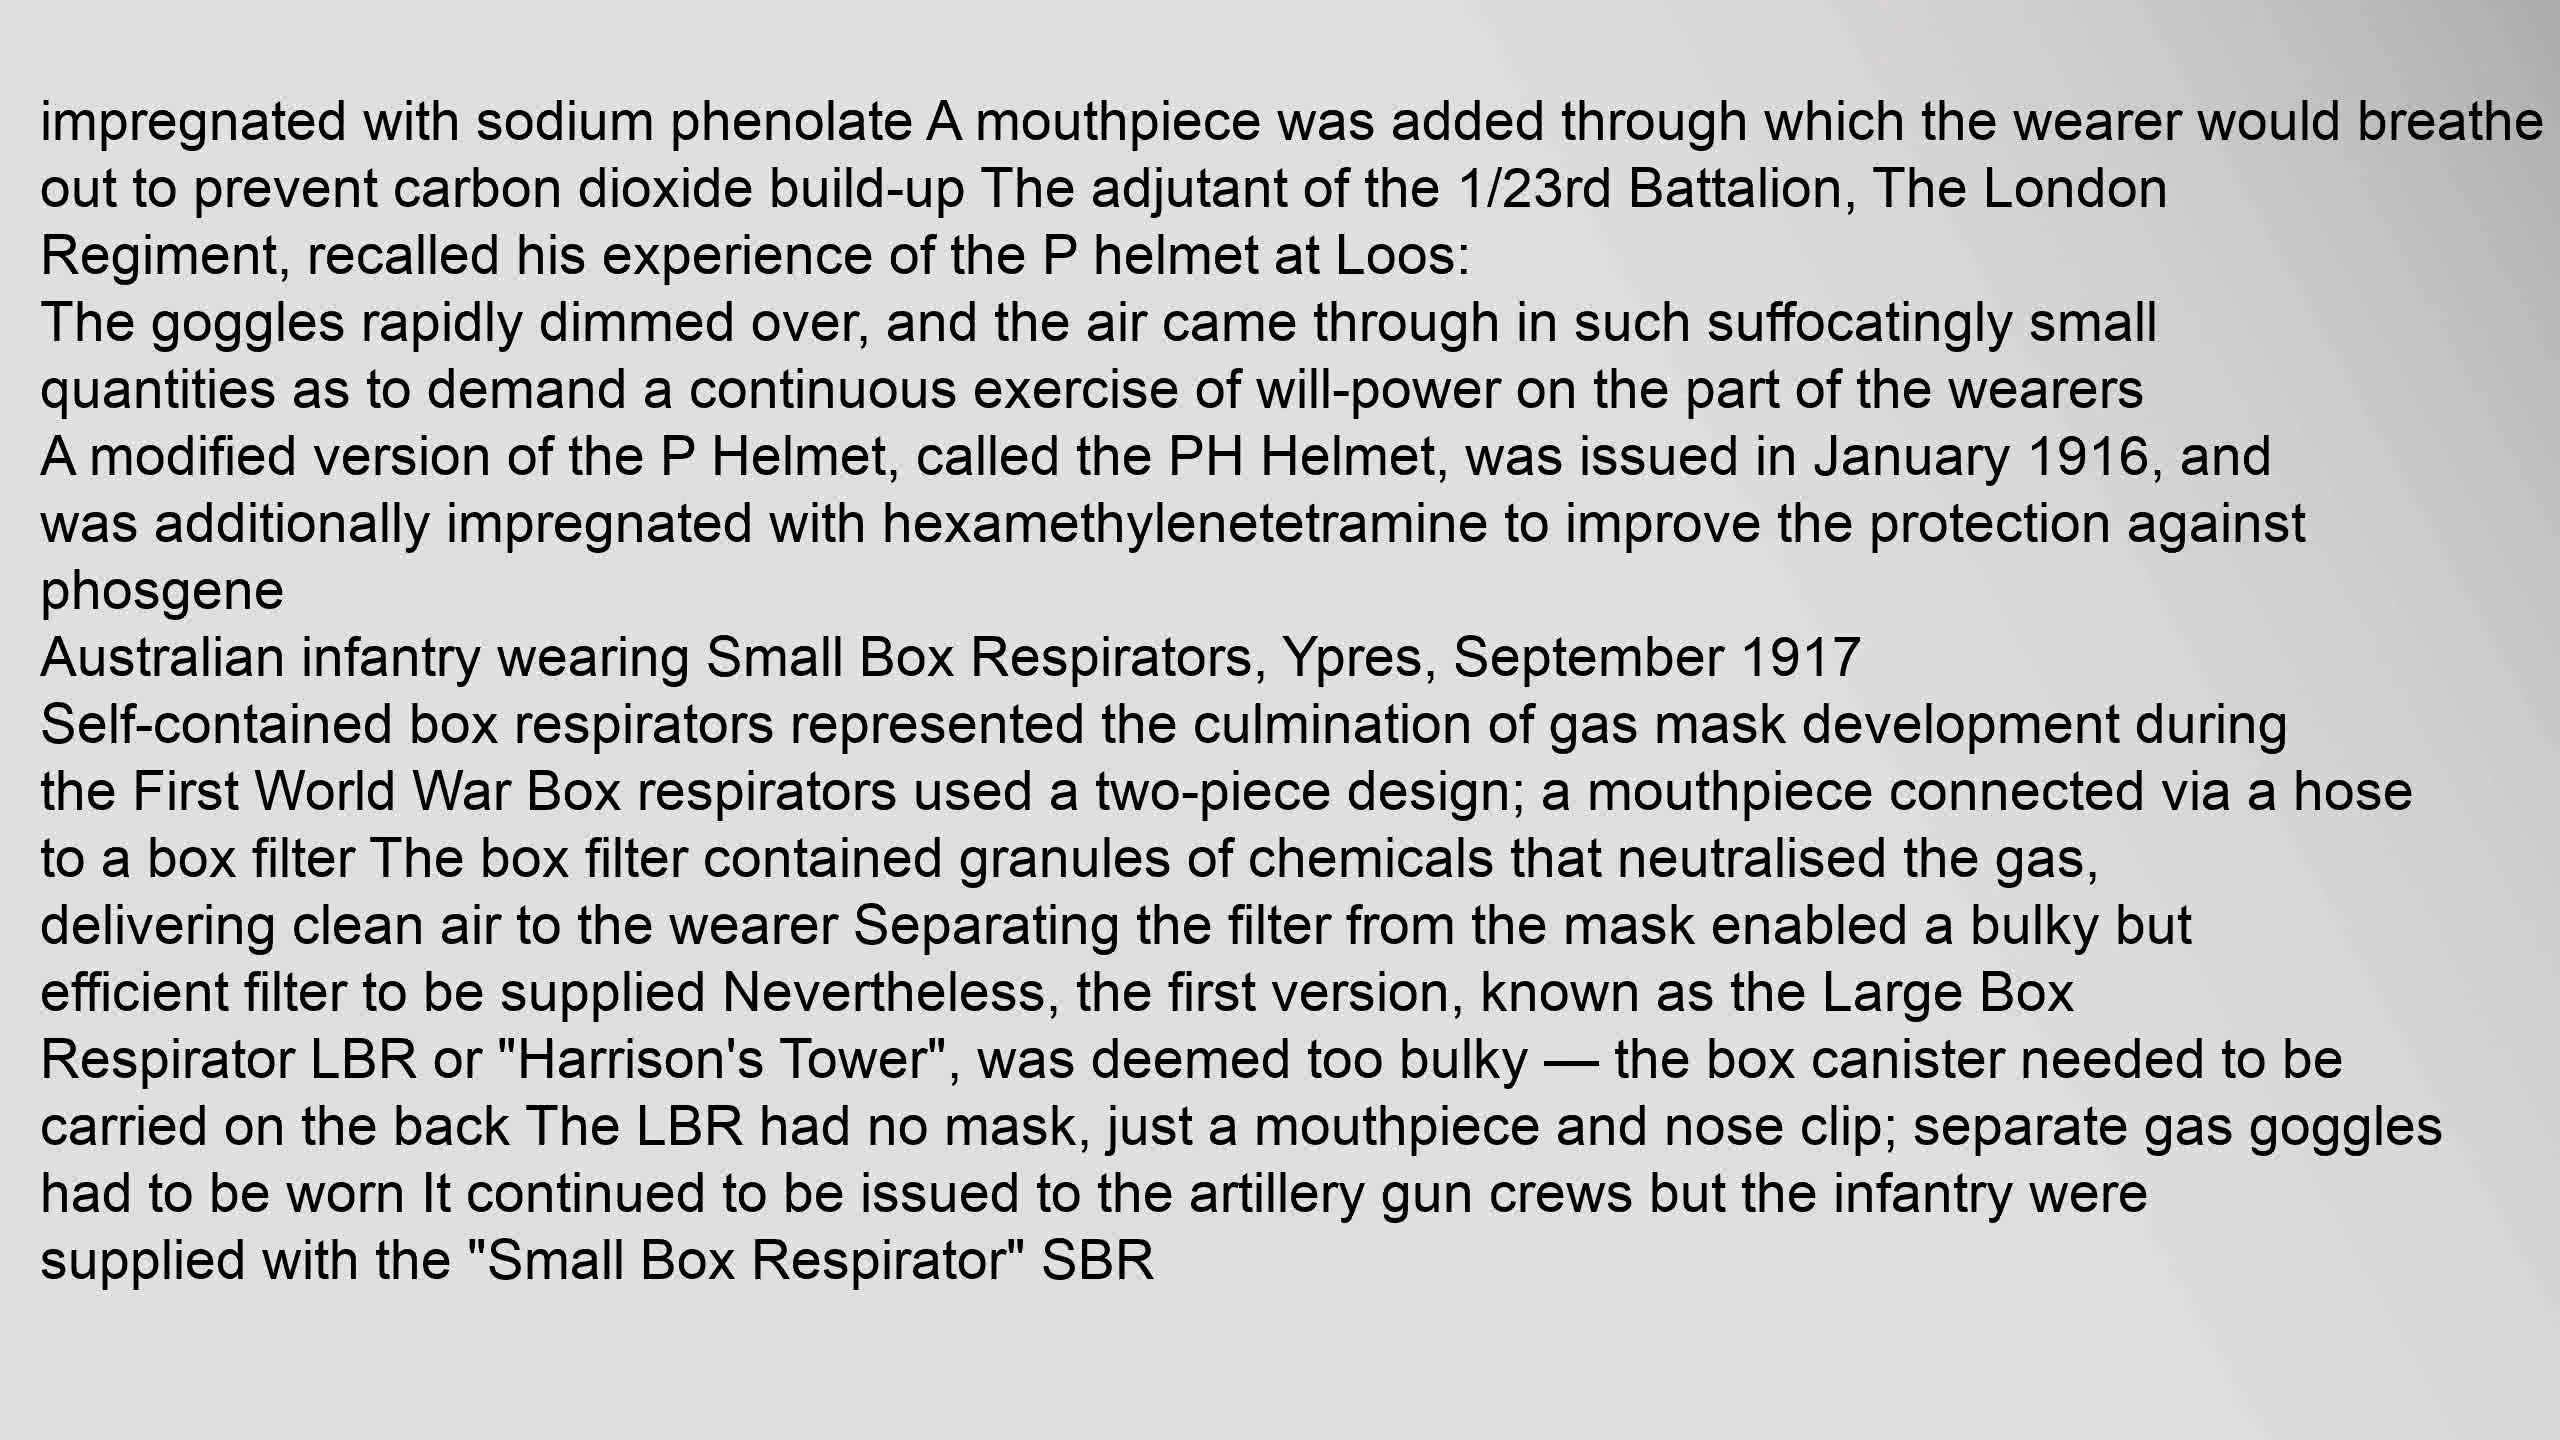 impregnated with sodium phenolate A mouthpiece was added through which the wearer would breathe
out to prevent carbon dioxide build-up The adjutant of the 1/23rd Battalion, The London
Regiment, recalled his experience of the P helmet at Loos:
The goggles rapidly dimmed over, and the air came through in such suffocatingly small
quantities as to demand a continuous exercise of will-power on the part of the wearers
A modified version of the P Helmet, called the PH Helmet, was issued in January 1916, and
was additionally impregnated with hexamethylenetetramine to improve the protection against
phosgene
Australian infantry wearing Small Box Respirators, Ypres, September 1917
Self-contained box respirators represented the culmination of gas mask development during
the First World War Box respirators used a two-piece design; a mouthpiece connected via a hose
to a box filter The box filter contained granules of chemicals that neutralised the gas,
delivering clean air to the wearer Separating the filter from the mask enabled a bulky but
efficient filter to be supplied Nevertheless, the first version, known as the Large Box
Respirator LBR or "Harrison's Tower", was deemed too bulky — the box canister needed to be
carried on the back The LBR had no mask, just a mouthpiece and nose clip; separate gas goggles
had to be worn It continued to be issued to the artillery gun crews but the infantry were
supplied with the "Small Box Respirator" SBR